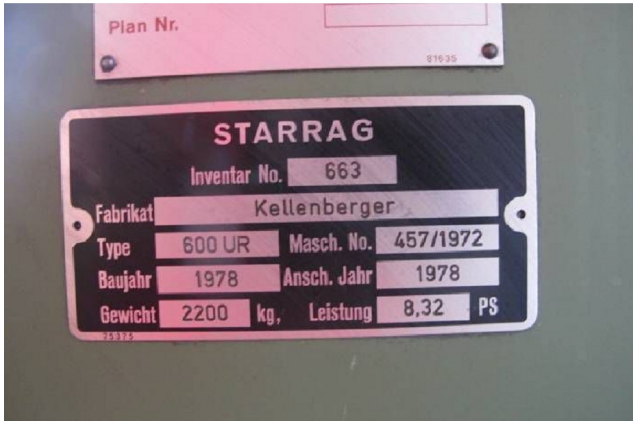 Plan Nr.
81635
STARRAG
Inventar No. 663
Fabrikat Kellenberger
Type 600 UR Masch. No. 457/1972
Baujahr 1978 Ansch. Jahr 1978
Gewicht 2200 kg, Leistung 8,32 PS
25375